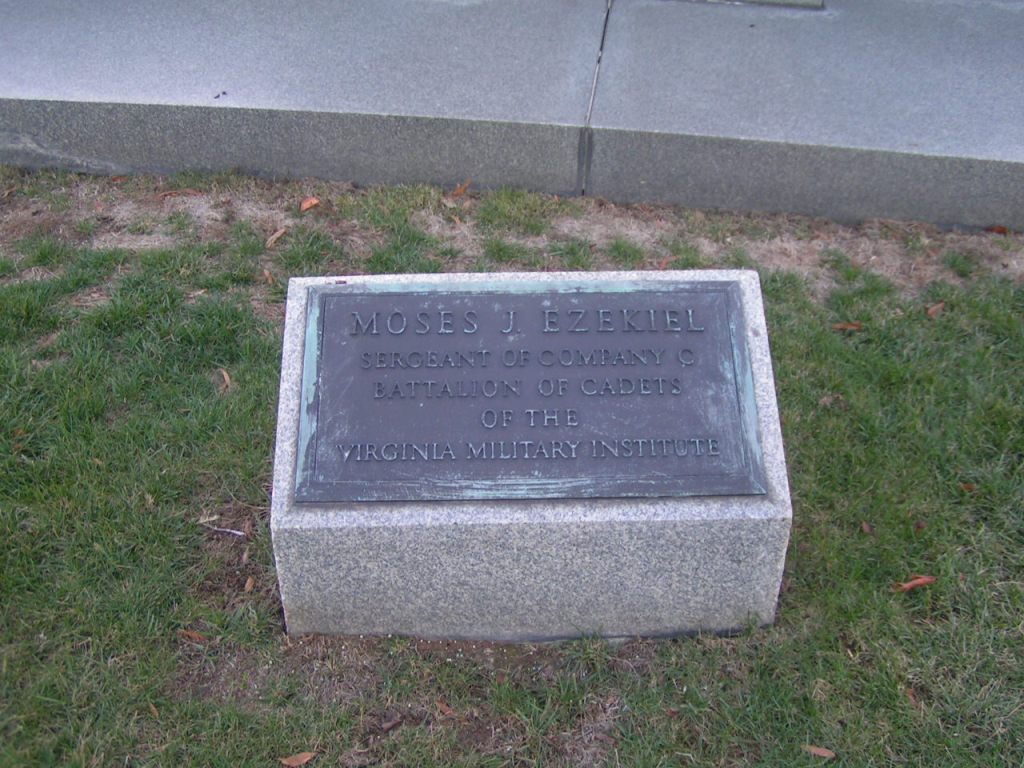 MOSES J. EZEKIEL
SERGEANT OF COMPANY C
BATTALION OF CADETS
OF THE
VIRGINIA MILITARY INSTITUTE